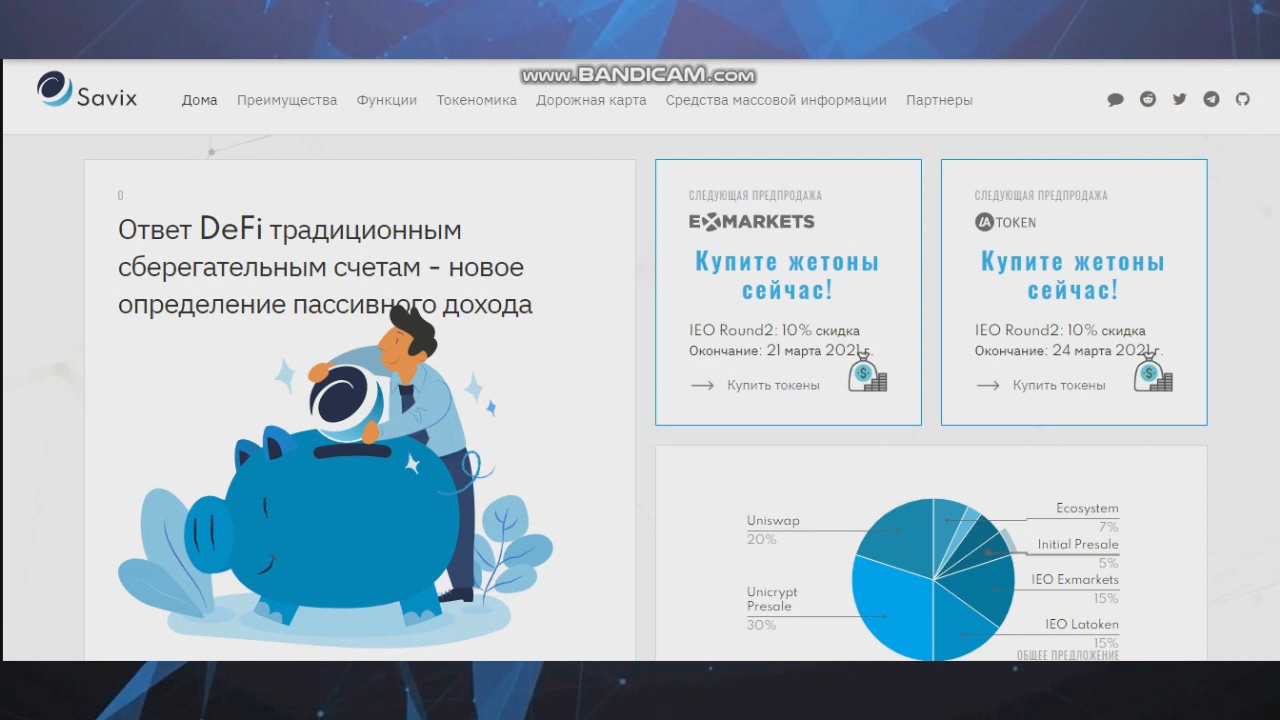 www.BANDICAM.com
Savix
Дома Преимущества Функции Токеномика Дорожная карта Средства массовой информации Партнеры
0
Ответ DeFi традиционным
сберегательным счетам - новое
определение пассивного дохода
СЛЕДУЮЩАЯ ПРЕДПРОДАЖА
EXMARKETS
Купите жетоны
сейчас!
IEO Round2: 10% скидка
Окончание: 21 марта 2021 г.
Купить токены
СЛЕДУЮЩАЯ ПРЕДПРОДАЖА
LATOKEN
Купите жетоны
сейчас!
IEO Round2: 10% скидка
Окончание: 24 марта 2021 г.
Купить токены
Uniswap
20%
Unicrypt
Presale
30%
Ecosystem
7%
Initial Presale
5%
IEO Exmarkets
15%
IEO Latoken
15%
ОБЩЕЕ ПРЕДЛОЖЕНИЕ